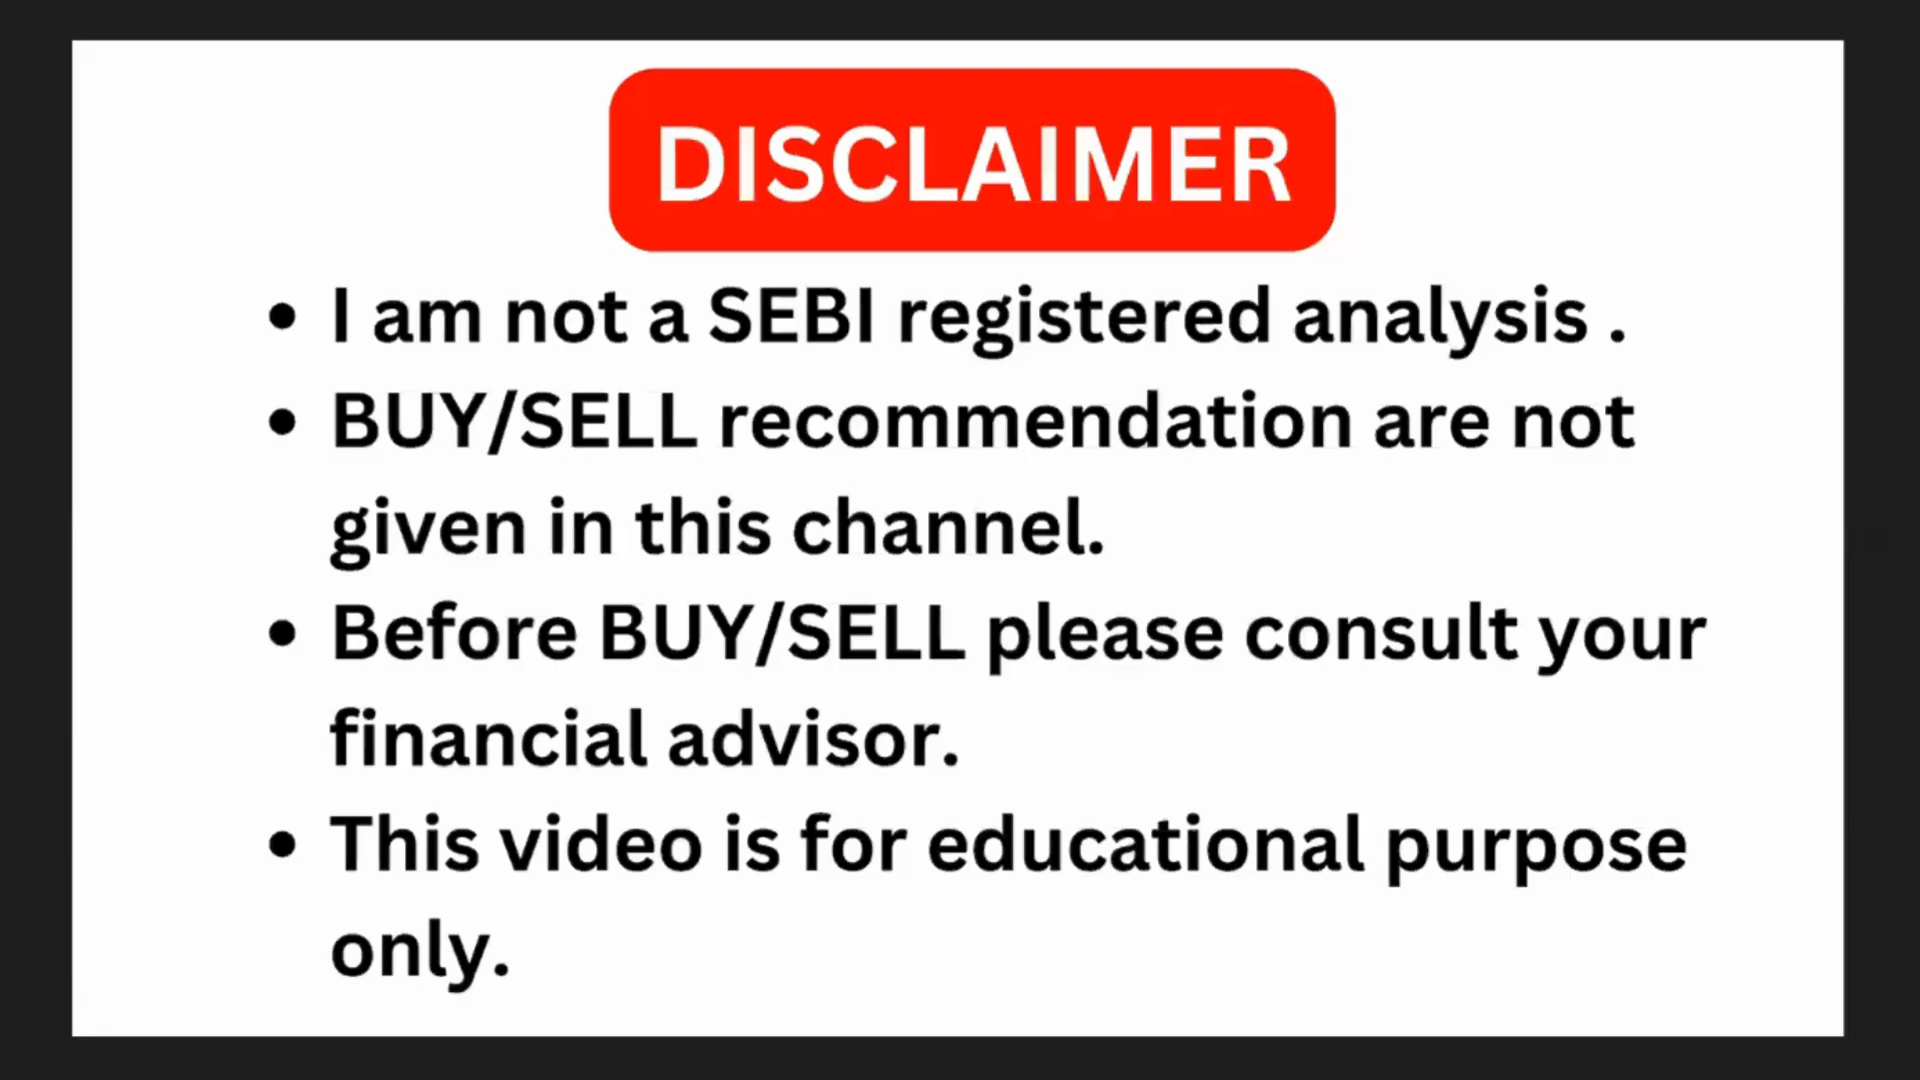 DISCLAIMER
• I am not a SEBI registered analysis .
• BUY/SELL recommendation are not
given in this channel.
• Before BUY/SELL please consult your
financial advisor.
• This video is for educational purpose
only.